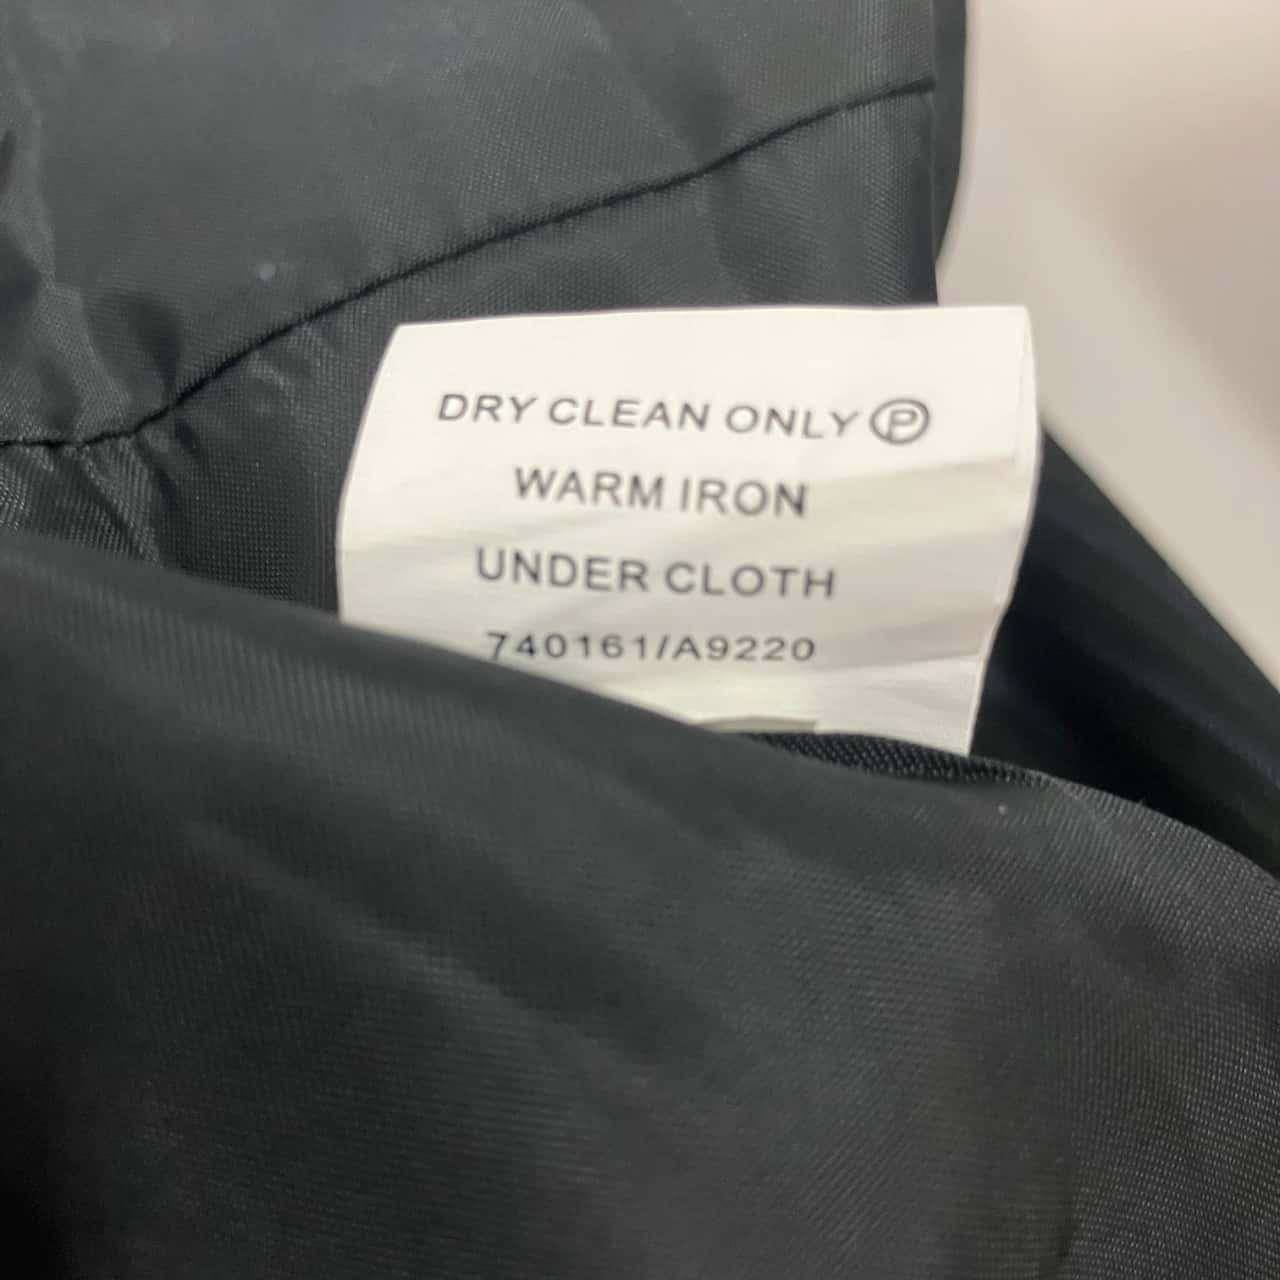 DRY CLEAN ONLY Ⓟ
WARM IRON
UNDER CLOTH
740161/A9220